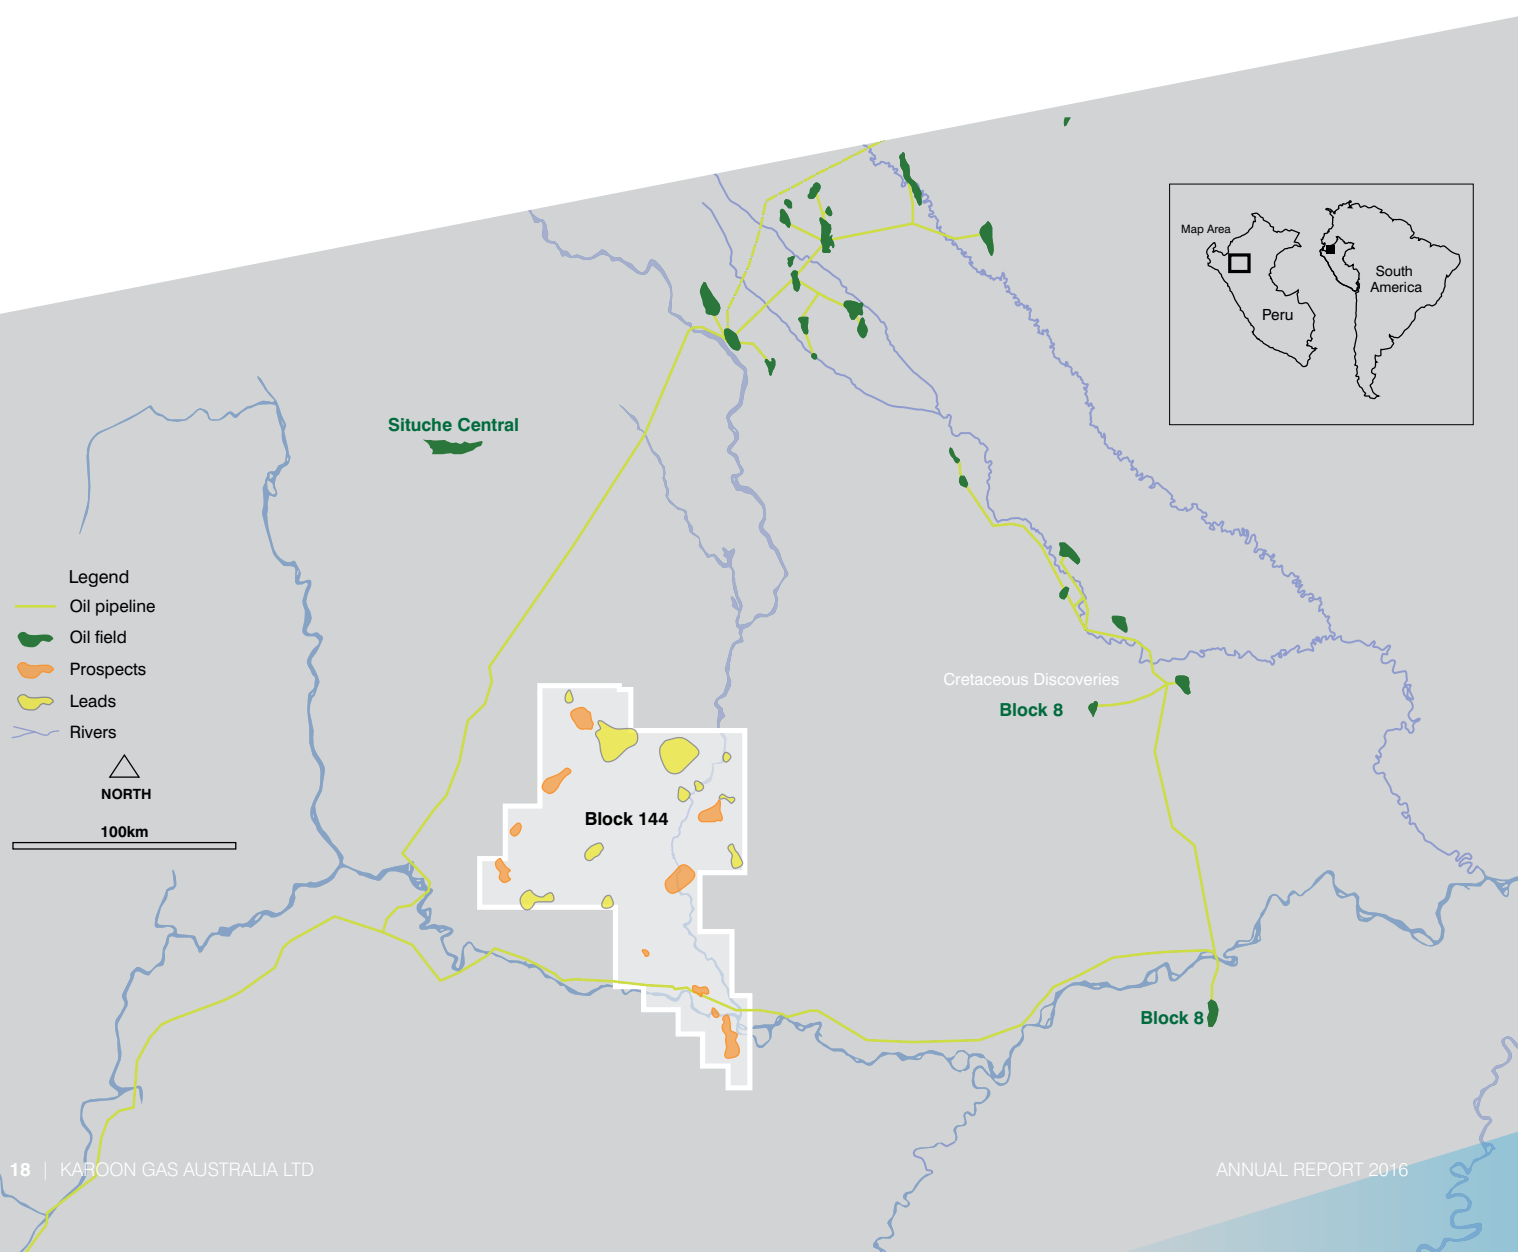 Map Area
South
America
Peru
Situche Central
Legend
Oil pipeline
Oil field
Prospects
Leads
Rivers
NORTH
100km
Cretaceous Discoveries
Block 8
Block 144
Block 8
18 | KAROON GAS AUSTRALIA LTD
ANNUAL REPORT 2016